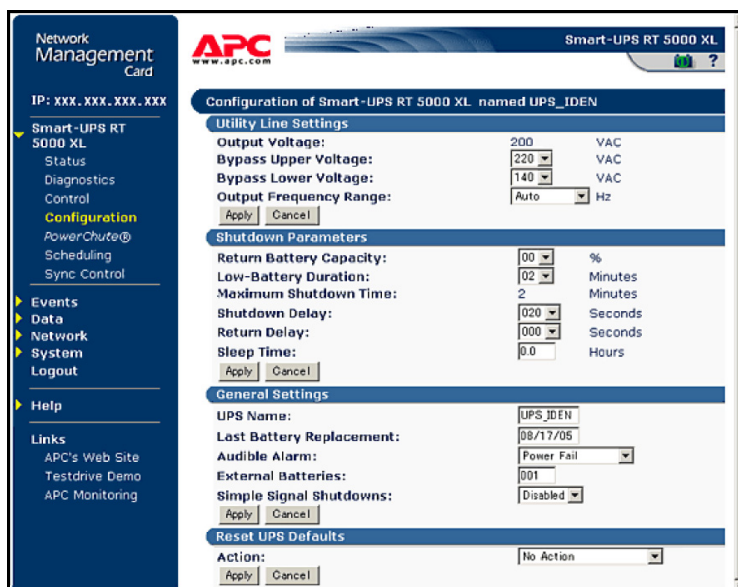 Network
Management
Card
IP: xxx.xxx.xxx.xxx
Smart-UPS RT
5000 XL
Status
Diagnostics
Control
Configuration
PowerChute®
Scheduling
Sync Control
Events
Data
Network
System
Logout
Help
Links
APC's Web Site
Testdrive Demo
APC Monitoring
APC
www.apc.com
Smart-UPS RT 5000 XL
?
Configuration of Smart-UPS RT 5000 XL named UPS_IDEN
Utility Line Settings
Output Voltage: 200 VAC
Bypass Upper Voltage: 220 VAC
Bypass Lower Voltage: 140 VAC
Output Frequency Range: Auto Hz
Apply Cancel
Shutdown Parameters
Return Battery Capacity: 00 %
Low-Battery Duration: 02 Minutes
Maximum Shutdown Time: 2 Minutes
Shutdown Delay: 020 Seconds
Return Delay: 000 Seconds
Sleep Time: 0.0 Hours
Apply Cancel
General Settings
UPS Name: UPS_IDEN
Last Battery Replacement: 08/17/05
Audible Alarm: Power Fail
External Batteries: 001
Simple Signal Shutdowns: Disabled
Apply Cancel
Reset UPS Defaults
Action: No Action
Apply Cancel